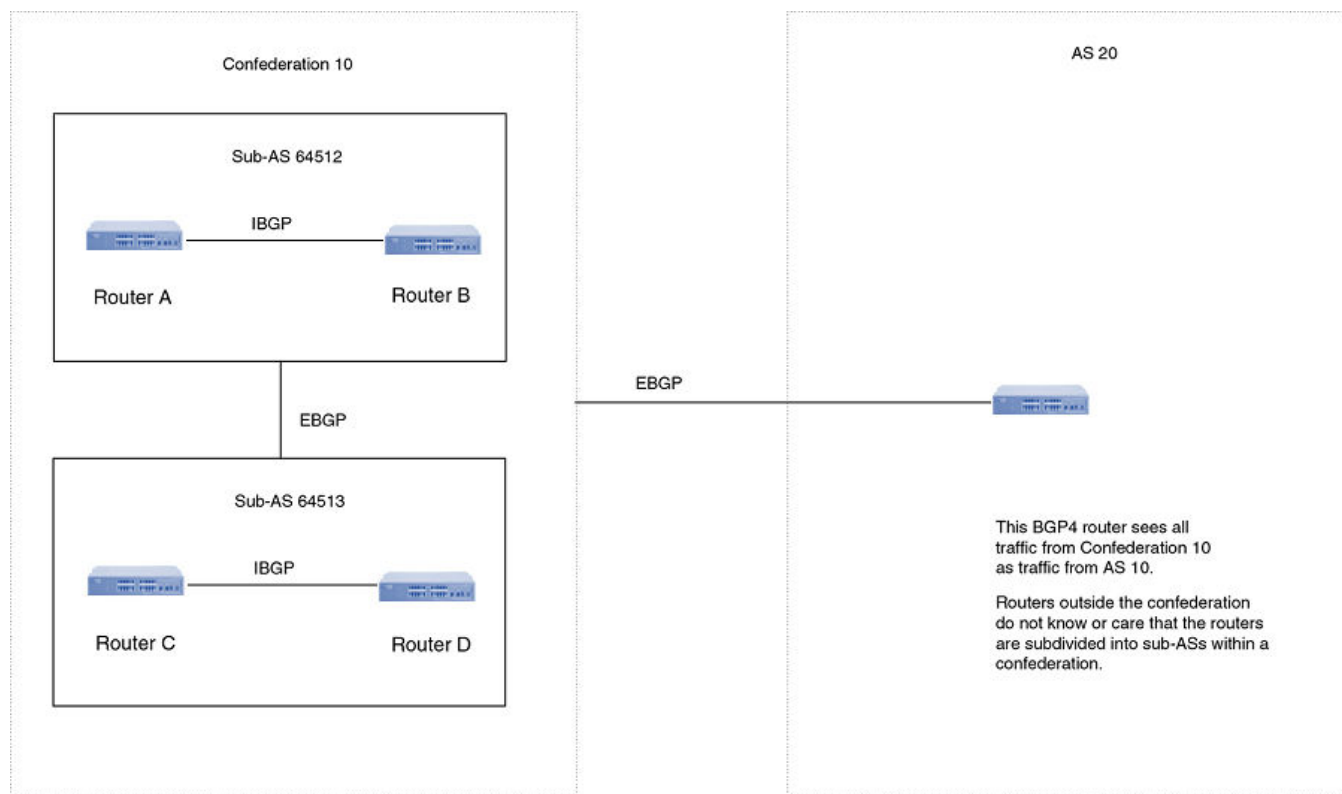 Confederation 10
Sub-AS 64512
IBGP
Router A
Router B
EBGP
Sub-AS 64513
IBGP
Router C
Router D
EBGP
AS 20
This BGP4 router sees all
traffic from Confederation 10
as traffic from AS 10.
Routers outside the confederation
do not know or care that the routers
are subdivided into sub-ASs within a
confederation.